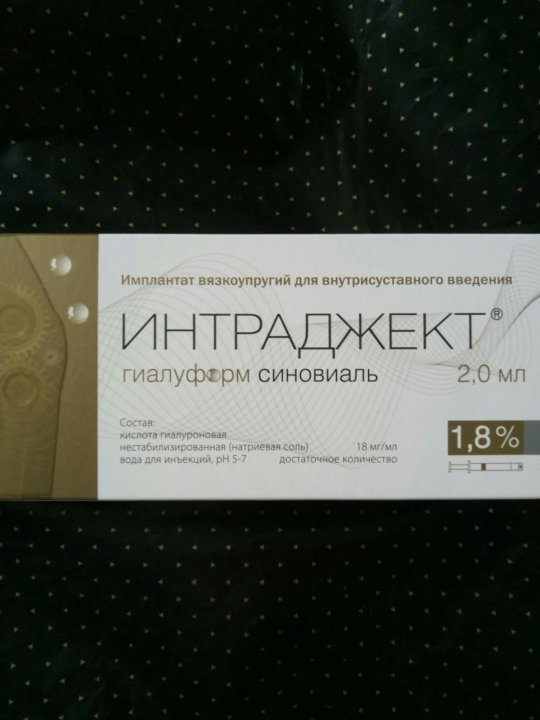 Имплантат вязкоупругий для внутрисуставного введения
ИНТРАДЖЕКТ®
гиалуформ синовиаль 2,0 мл
Состав:
кислота гиалуроновая
нестабилизированная (натриевая соль) 18 мг/мл
вода для инъекций, pH 5-7 достаточное количество
1,8%